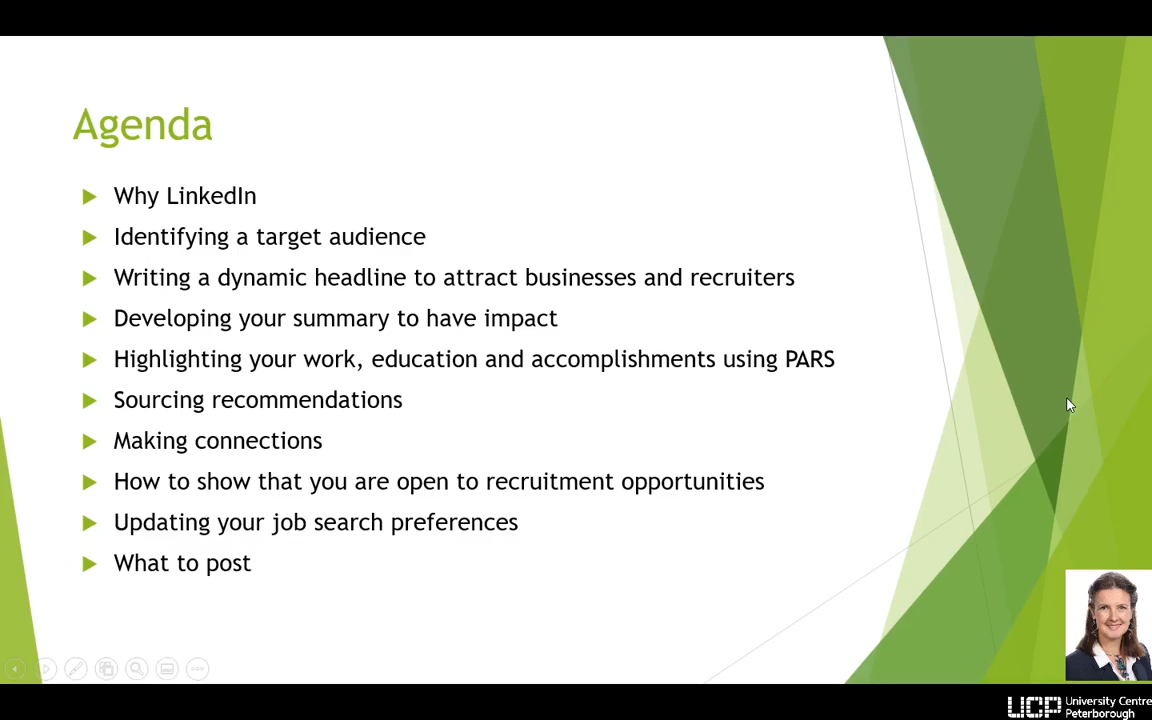 Agenda
Why LinkedIn
Identifying a target audience
Writing a dynamic headline to attract businesses and recruiters
Developing your summary to have impact
Highlighting your work, education and accomplishments using PARS
Sourcing recommendations
Making connections
How to show that you are open to recruitment opportunities
Updating your job search preferences
What to post
UCP University Centre
Peterborough